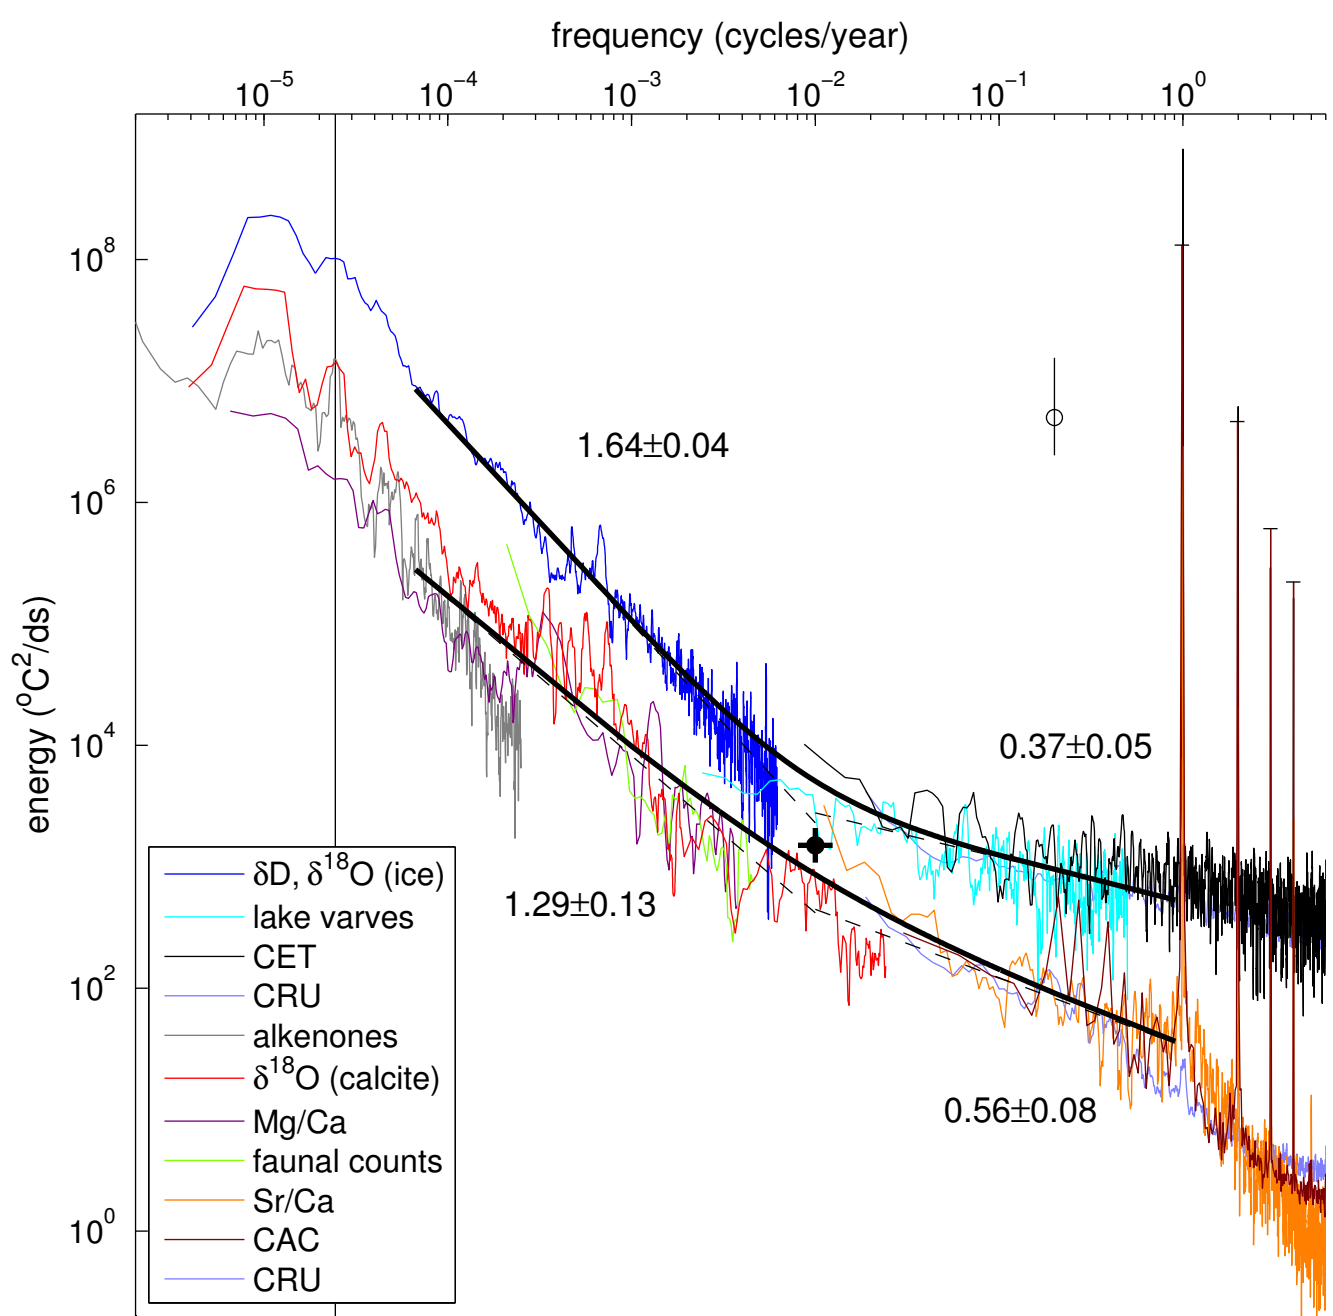 frequency (cycles/year)
10⁻⁵ 10⁻⁴ 10⁻³ 10⁻² 10⁻¹ 10⁰
energy (°C²/ds)
10⁸
10⁶
10⁴
10²
10⁰
1.64±0.04
0.37±0.05
1.29±0.13
0.56±0.08
δD, δ¹⁸O (ice)
lake varves
CET
CRU
alkenones
δ¹⁸O (calcite)
Mg/Ca
faunal counts
Sr/Ca
CAC
CRU